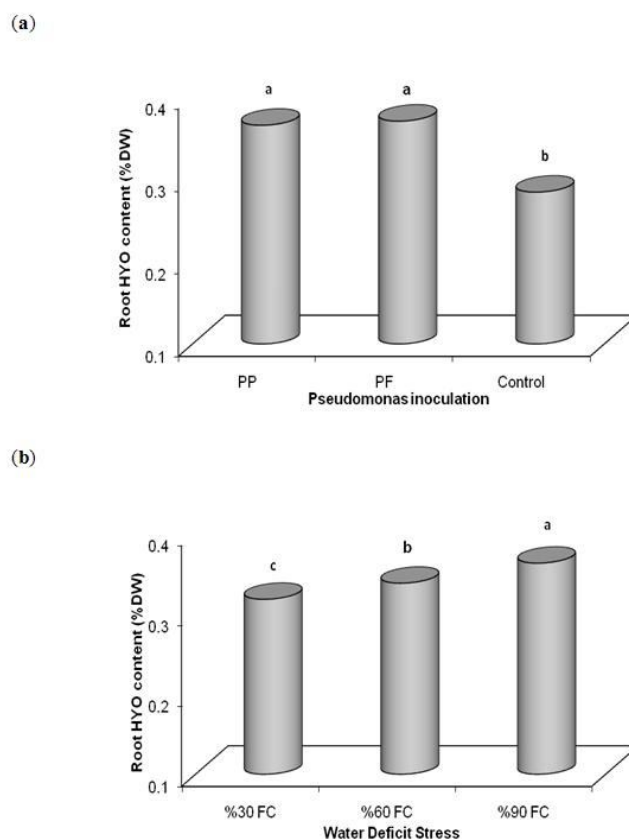 (a)
a
a
b
0.4
0.3
0.2
0.1
Root HYO content (%DW)
PP PF Control
Pseudomonas inoculation
(b)
a
b
c
0.4
0.3
0.2
0.1
Root HYO content (%DW)
%30 FC %60 FC %90 FC
Water Deficit Stress